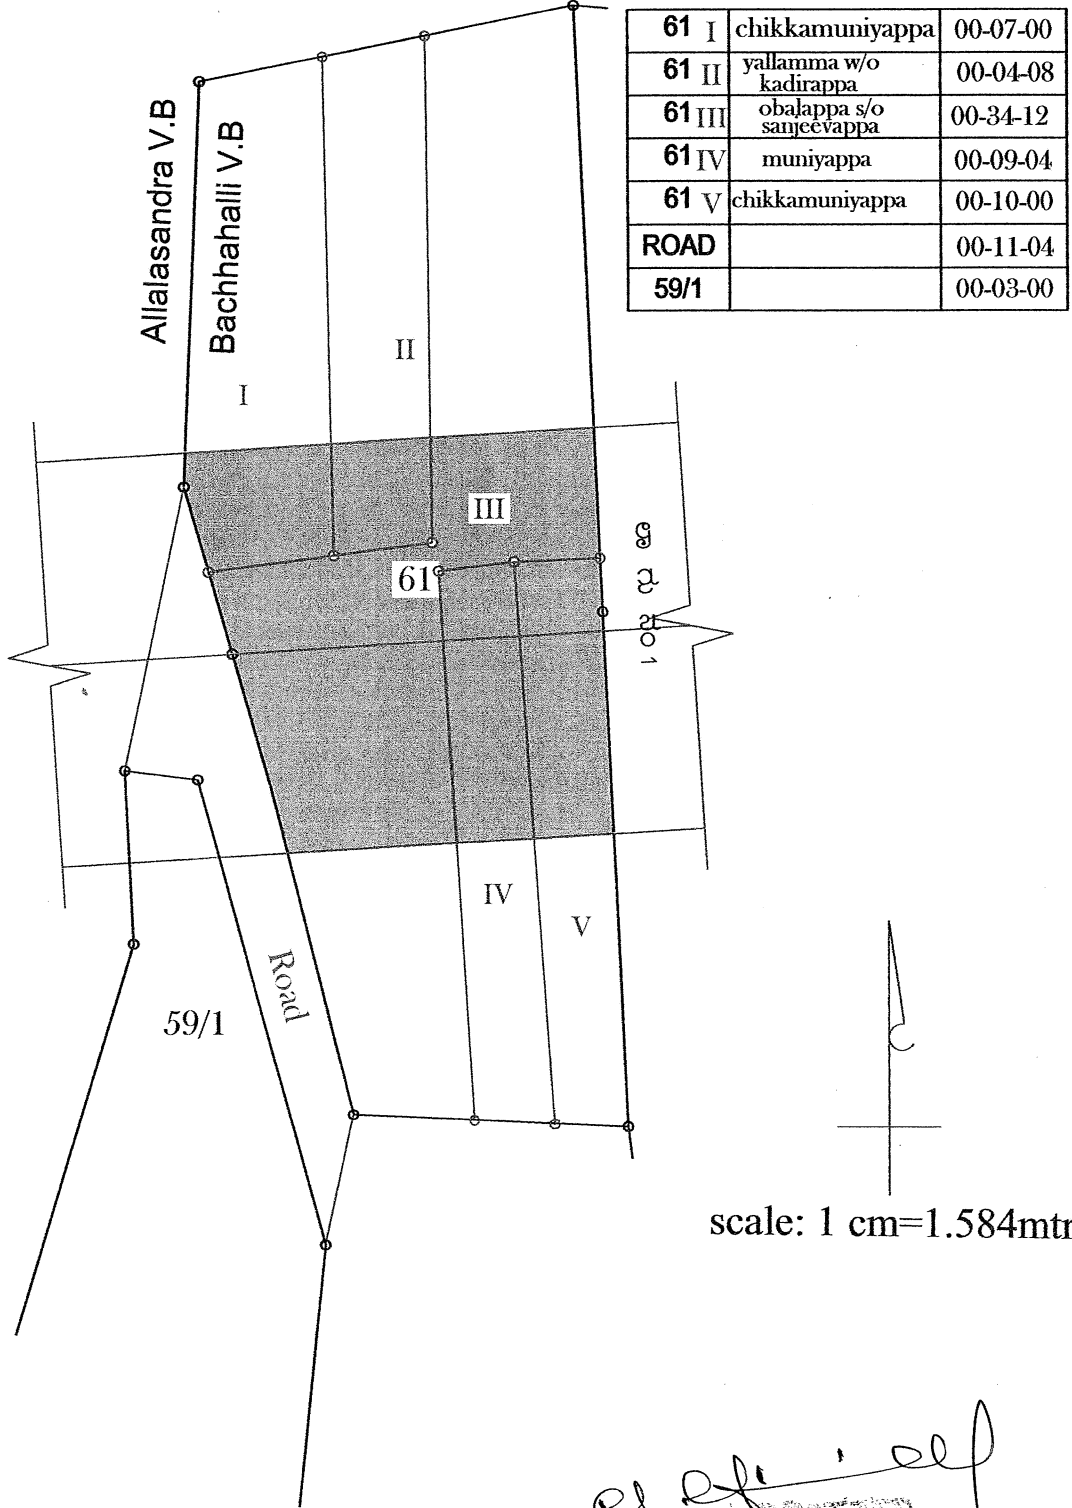 61 I chikkamuniyappa 00-07-00
61 II yallamma w/o
kadirappa 00-04-08
61 III obalappa s/o
sanjeevappa 00-34-12
61 IV muniyappa 00-09-04
61 V chikkamuniyappa 00-10-00
ROAD 00-11-04
59/1 00-03-00
Allalasandra V.B
Bachhahalli V.B
I
II
III
61
IV
V
Road
59/1
scale: 1 cm=1.584mtr